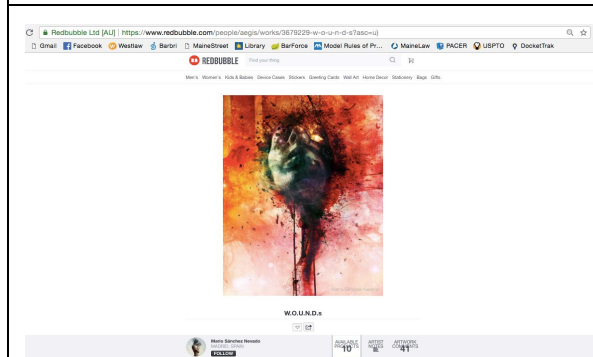 Redbubble Ltd [AU] https://www.redbubble.com/people/aegis/works/3679229-w-o-u-n-d-s?asc=u
Gmail Facebook Westlaw Barbri MaineStreet Library BarForce Model Rules of Pr... MaineLaw PACER USPTO DocketTrak
REDBUBBLE Find your thing
Men's Women's Kids & Babies Device Cases Stickers Greeting Cards Wall Art Home Decor Stationery Bags Gifts
W.O.U.N.D.s
Mario Sánchez Nevado
MADRID, SPAIN
FOLLOW
AVAILABLE PRODUCTS
10
ARTIST NOTES
ARTWORK COMMENTS
41